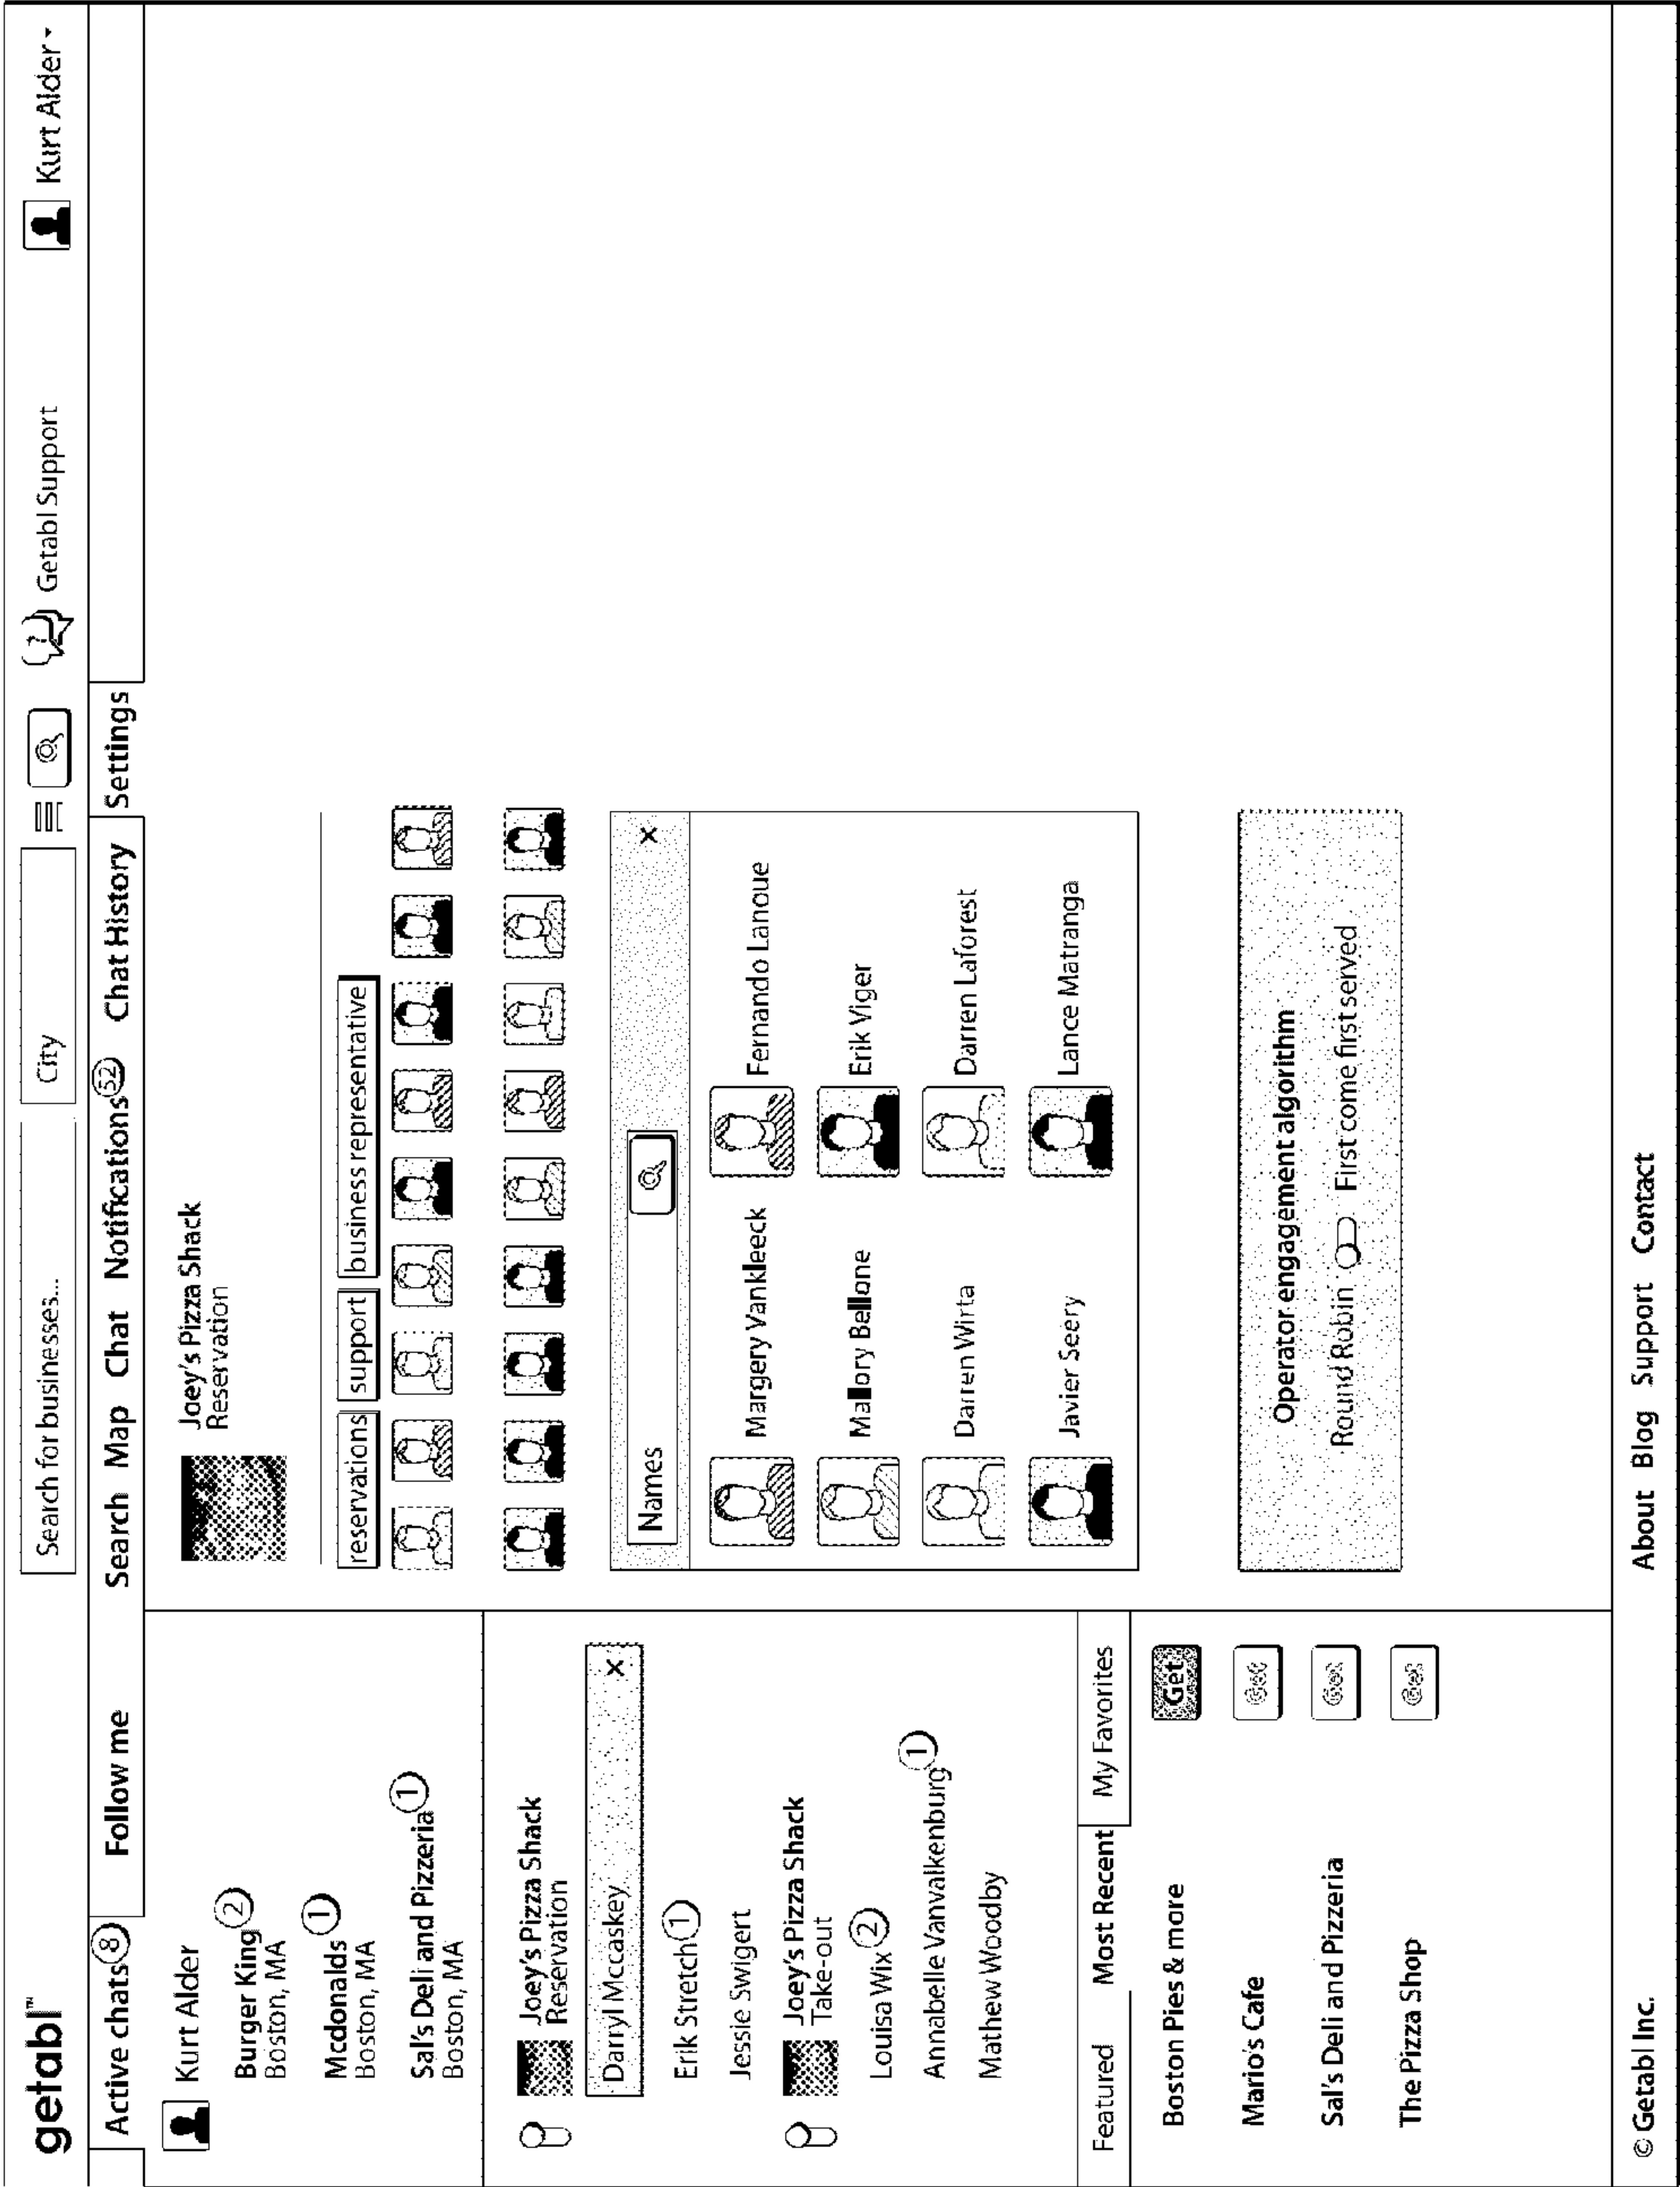 getabl™
Search for businesses...
City
Getabl Support
Kurt Alder
Active chats 8
Follow me
Search Map Chat Notifications 52 Chat History Settings
Kurt Alder
Burger King 2
Boston, MA
Mcdonalds 1
Boston, MA
Sal's Deli and Pizzeria 1
Boston, MA
Joey's Pizza Shack
Reservation
Darryl Mccaskey x
Erik Stretch 1
Jessie Swigert
Joey's Pizza Shack
Take-out
Louisa Wix 2
Annabelle Vanvalkenburg 1
Mathew Woodby
Featured Most Recent My Favorites
Boston Pies & more Get
Mario's Cafe Get
Sal's Deli and Pizzeria Get
The Pizza Shop Get
Joey's Pizza Shack
Reservation
reservations support business representative
Names x
Margery Vankleeck Fernando Lanoue
Mallory Bellone Erik Viger
Darren Wirta Darren Laforest
Javier Seery Lance Matranga
Operator engagement algorithm
Round Robin First come first served
© Getabl Inc.
About Blog Support Contact